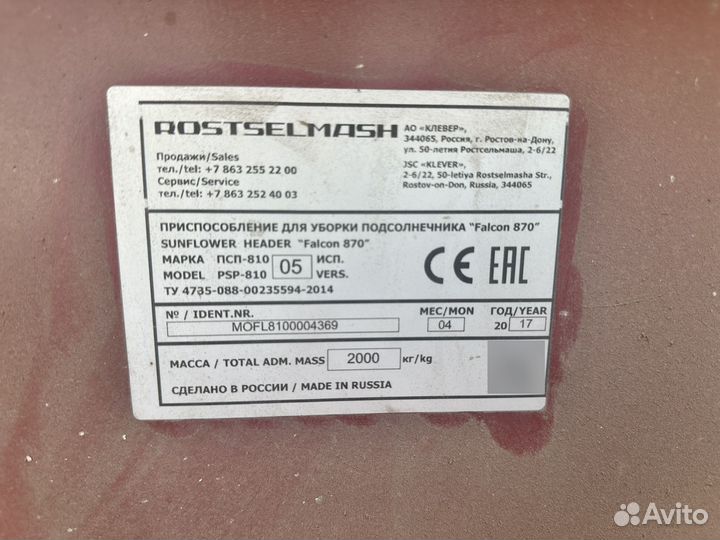 ROSTSELMASH
АО «КЛЕВЕР»,
344065, Россия, г. Ростов-на-Дону,
ул. 50-летия Ростсельмаша, 2-6/22
JSC «KLEVER»,
2-6/22, 50-letiya Rostselmasha Str.,
Rostov-on-Don, Russia, 344065
Продажи/Sales
тел./tel: +7 863 255 22 00
Сервис/Service
тел./tel: +7 863 252 40 03
ПРИСПОСОБЛЕНИЕ ДЛЯ УБОРКИ ПОДСОЛНЕЧНИКА "Falcon 870"
SUNFLOWER HEADER "Falcon 870"
МАРКА ПСП-810 05 ИСП.
MODEL PSP-810 VERS.
ТУ 4735-088-00235594-2014
CE EAC
№ / IDENT.NR. МЕС/MON ГОД/YEAR
MOFL8100004369 04 20 17
МАССА / TOTAL ADM. MASS 2000 кг/kg
СДЕЛАНО В РОССИИ / MADE IN RUSSIA
Avito